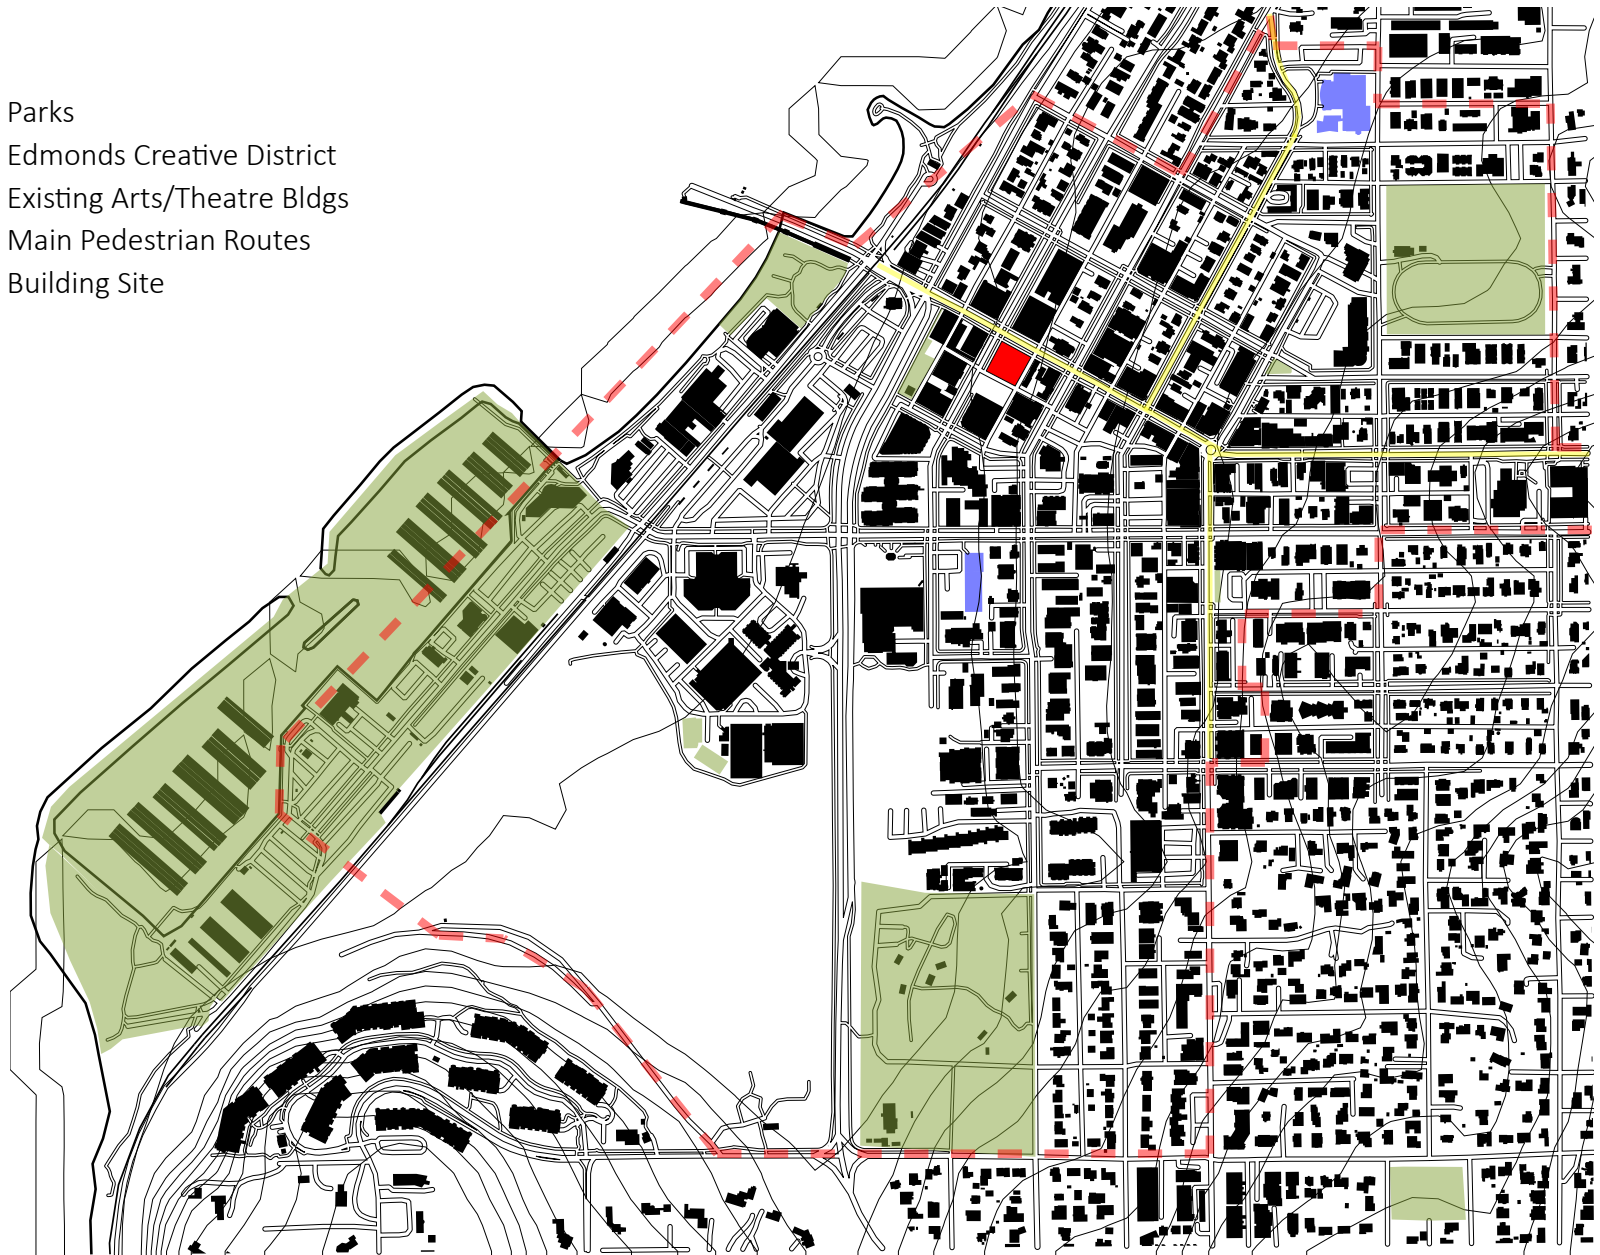 Parks
Edmonds Creative District
Existing Arts/Theatre Bldgs
Main Pedestrian Routes
Building Site